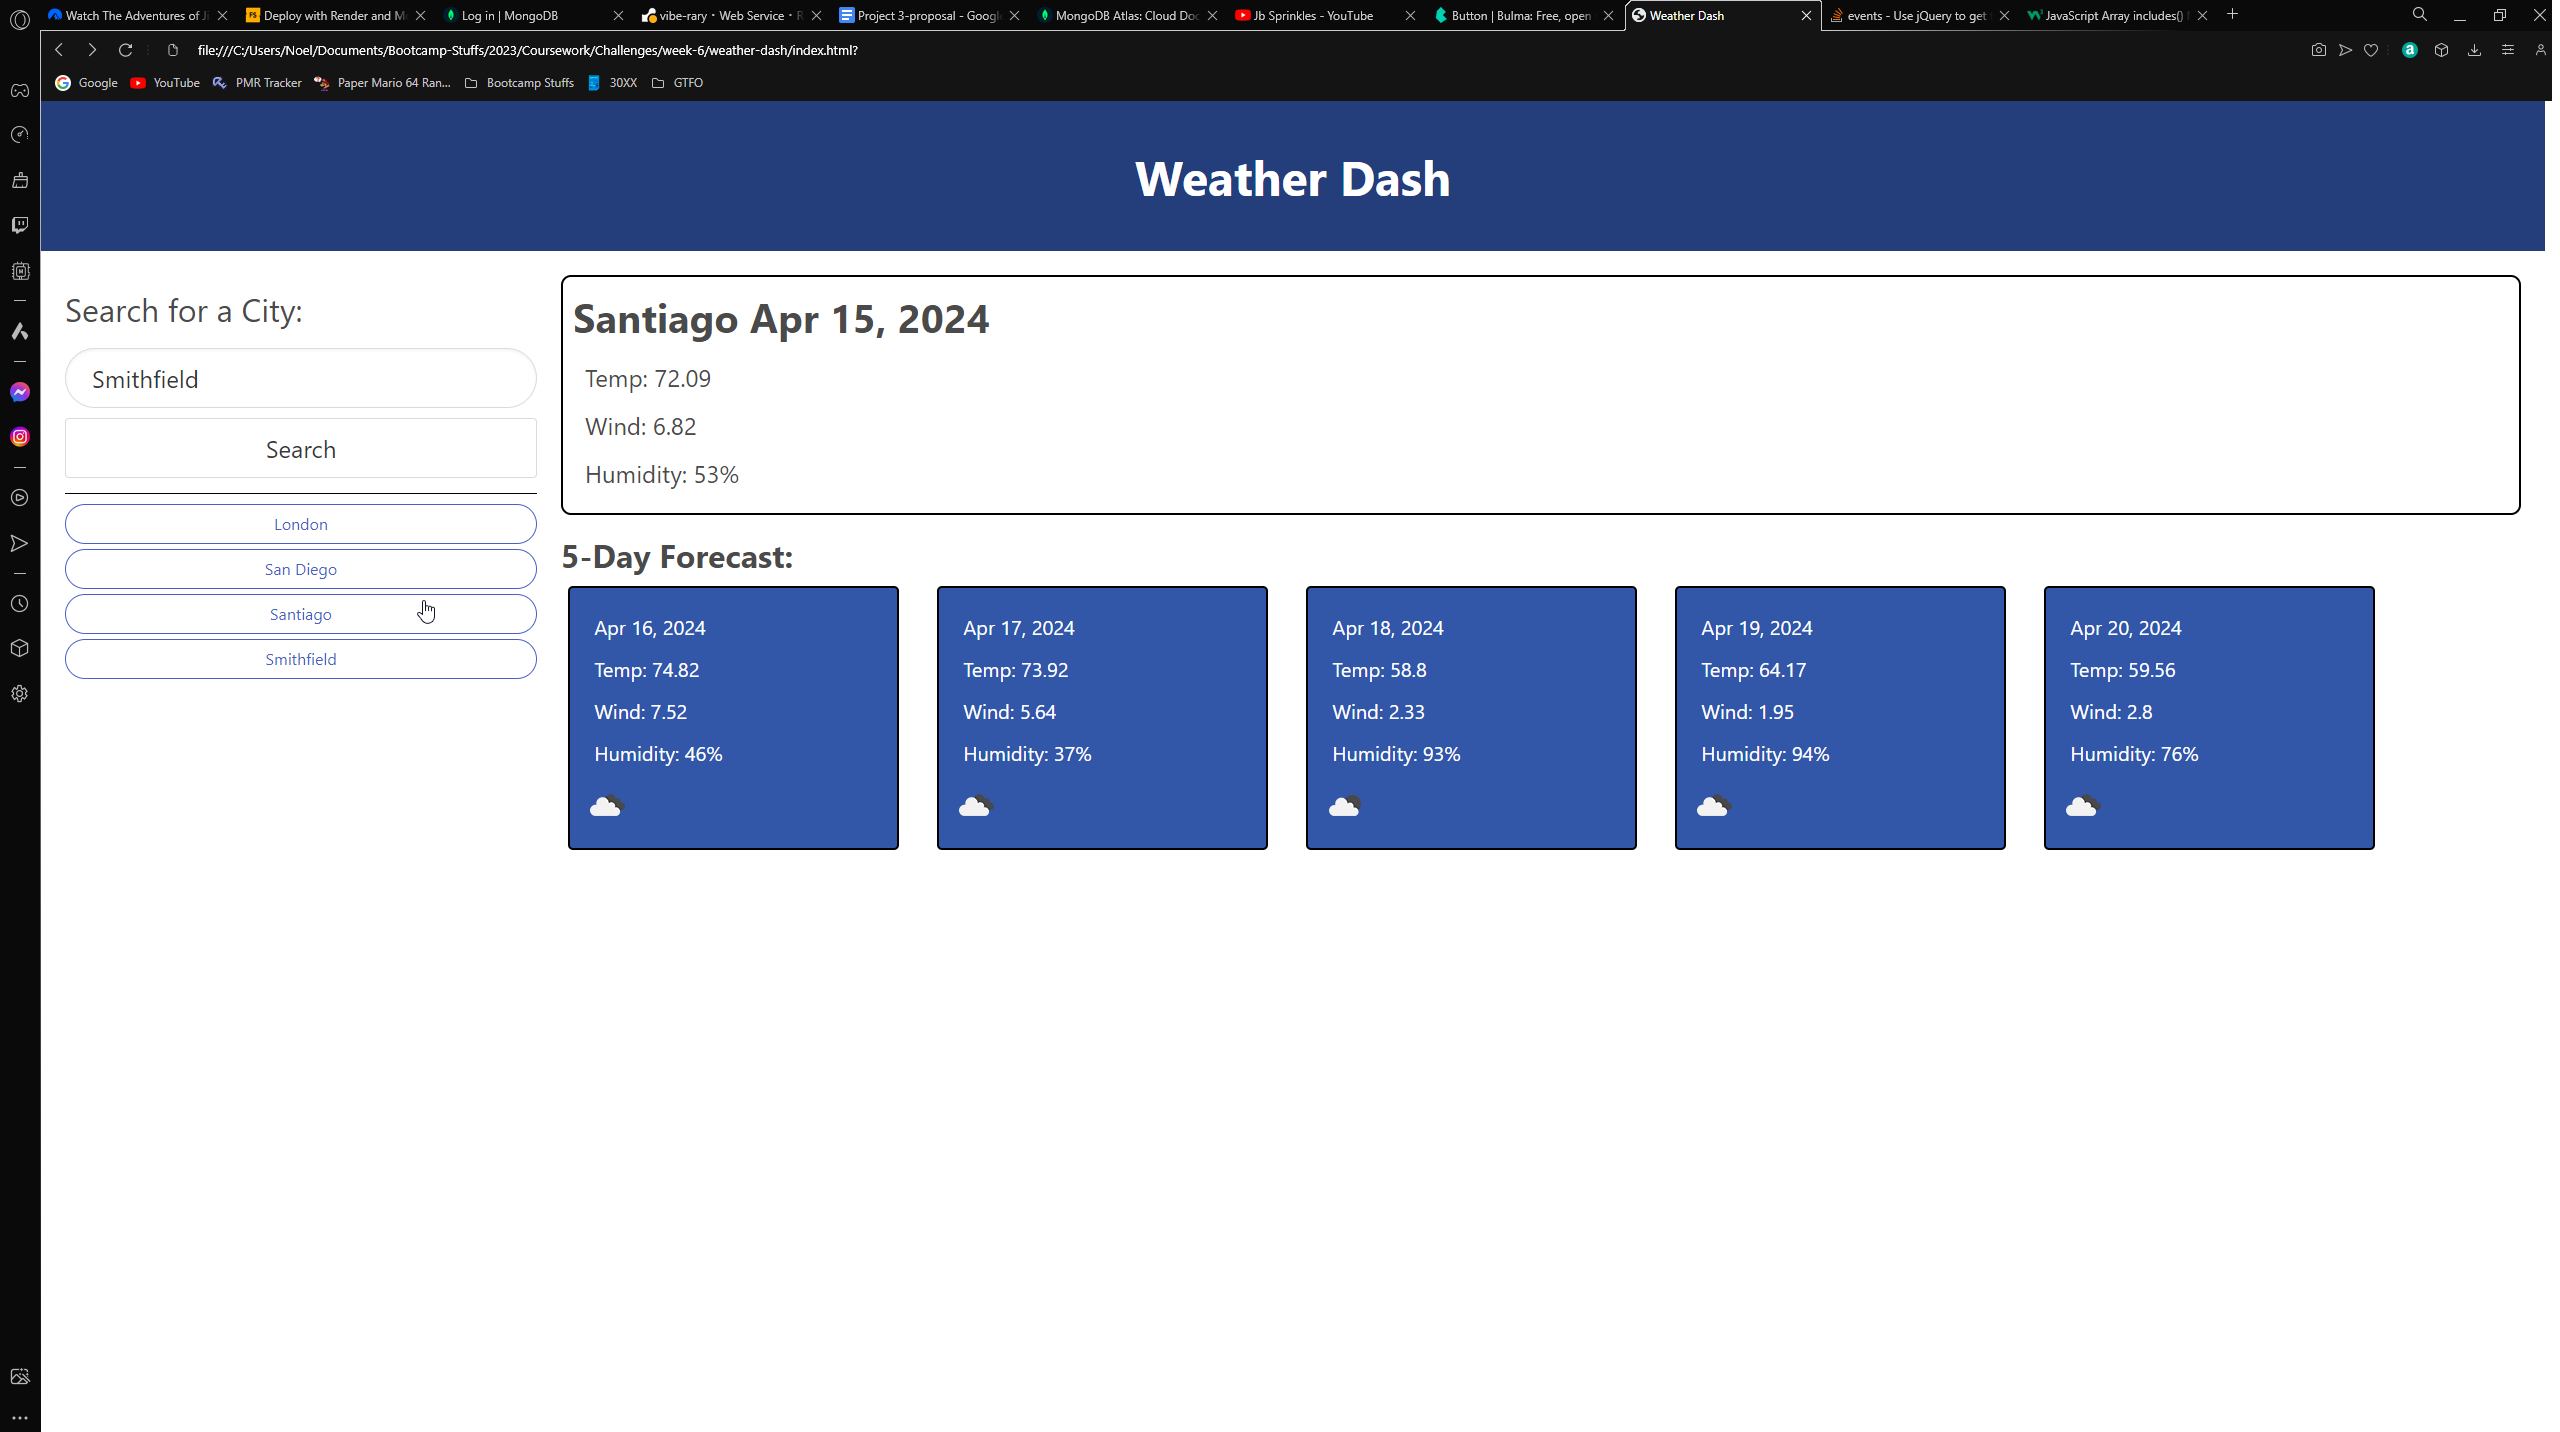 Watch The Adventures of Ji
Deploy with Render and Mo
Log in | MongoDB
vibe-rary · Web Service · R
Project 3-proposal - Google
MongoDB Atlas: Cloud Doc
Jb Sprinkles - YouTube
Button | Bulma: Free, open
Weather Dash
events - Use jQuery to get
JavaScript Array includes()
file:///C:/Users/Noel/Documents/Bootcamp-Stuffs/2023/Coursework/Challenges/week-6/weather-dash/index.html?
Google
YouTube
PMR Tracker
Paper Mario 64 Ran...
Bootcamp Stuffs
30XX
GTFO
Weather Dash
Search for a City:
Smithfield
Search
London
San Diego
Santiago
Smithfield
Santiago Apr 15, 2024
Temp: 72.09
Wind: 6.82
Humidity: 53%
5-Day Forecast:
Apr 16, 2024
Temp: 74.82
Wind: 7.52
Humidity: 46%
Apr 17, 2024
Temp: 73.92
Wind: 5.64
Humidity: 37%
Apr 18, 2024
Temp: 58.8
Wind: 2.33
Humidity: 93%
Apr 19, 2024
Temp: 64.17
Wind: 1.95
Humidity: 94%
Apr 20, 2024
Temp: 59.56
Wind: 2.8
Humidity: 76%